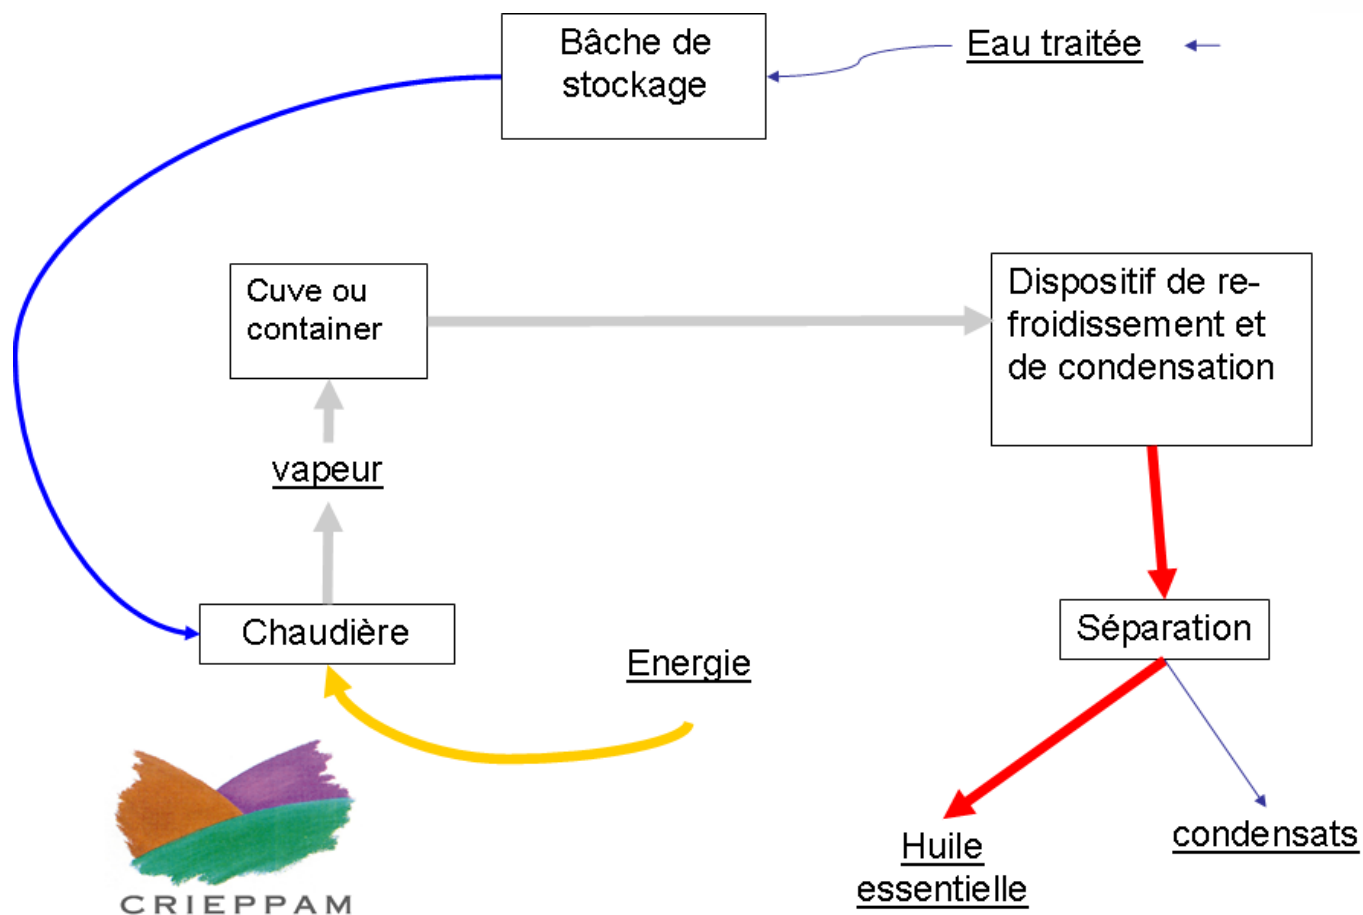 Bâche de
stockage
Eau traitée
Cuve ou
container
Dispositif de re-
froidissement et
de condensation
vapeur
Chaudière
Energie
Séparation
Huile
essentielle
condensats
CRIEPPAM